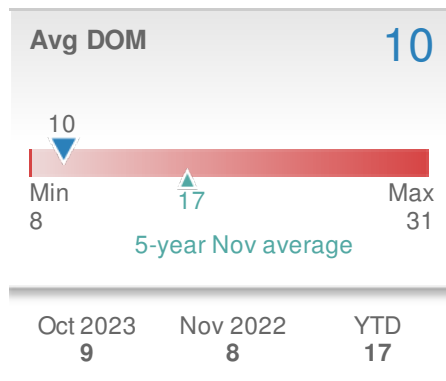 Avg DOM 10
10
Min Max
17
8 31
5-year Nov average
Oct 2023 Nov 2022 YTD
9 8 17